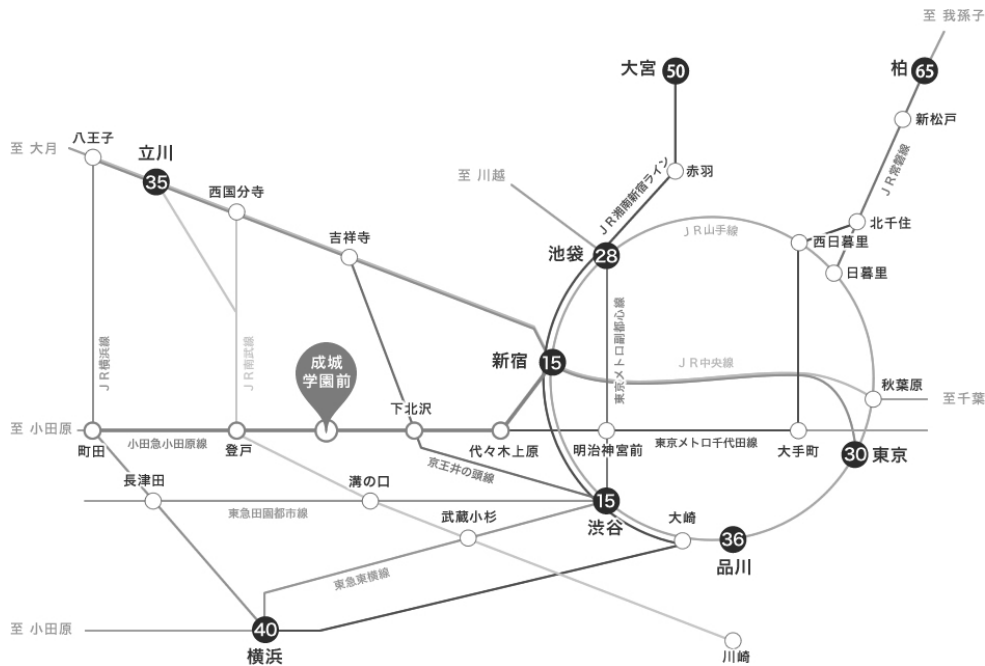 至 我孫子
大宮 50
柏 65
新松戸
八王子
至 大月
立川
35
西国分寺
至 川越
JR湘南新宿ライン
赤羽
JR常磐線
吉祥寺
池袋 28
JR山手線
北千住
西日暮里
日暮里
JR横浜線
JR南武線
成城
学園前
新宿 15
東京メトロ副都心線
JR中央線
秋葉原
至千葉
下北沢
至 小田原
町田
小田急小田原線
登戸
代々木上原
明治神宮前
東京メトロ千代田線
大手町
30 東京
京王井の頭線
長津田
溝の口
東急田園都市線
15
渋谷
武蔵小杉
大崎
36
品川
東急東横線
至 小田原
40
横浜
川崎